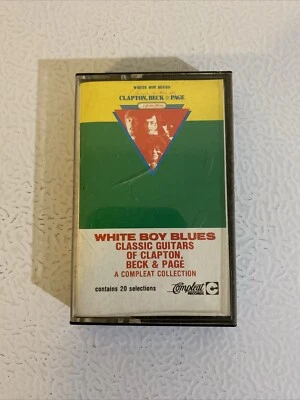 WHITE BOY BLUES
CLAPTON, BECK & PAGE
WHITE BOY BLUES
CLASSIC GUITARS
OF CLAPTON,
BECK & PAGE
A COMPLEAT COLLECTION
contains 20 selections
Compleat
RECORDS
C